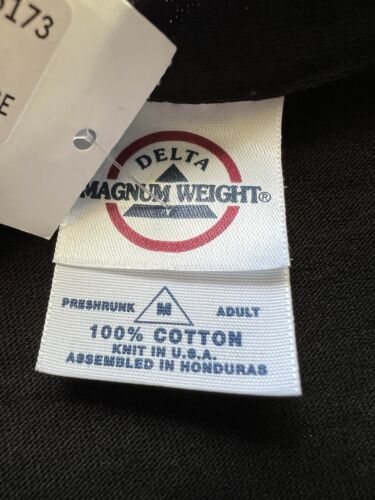 173
E
DELTA
MAGNUM WEIGHT®
PRESHRUNK M ADULT
100% COTTON
KNIT IN U.S.A.
ASSEMBLED IN HONDURAS